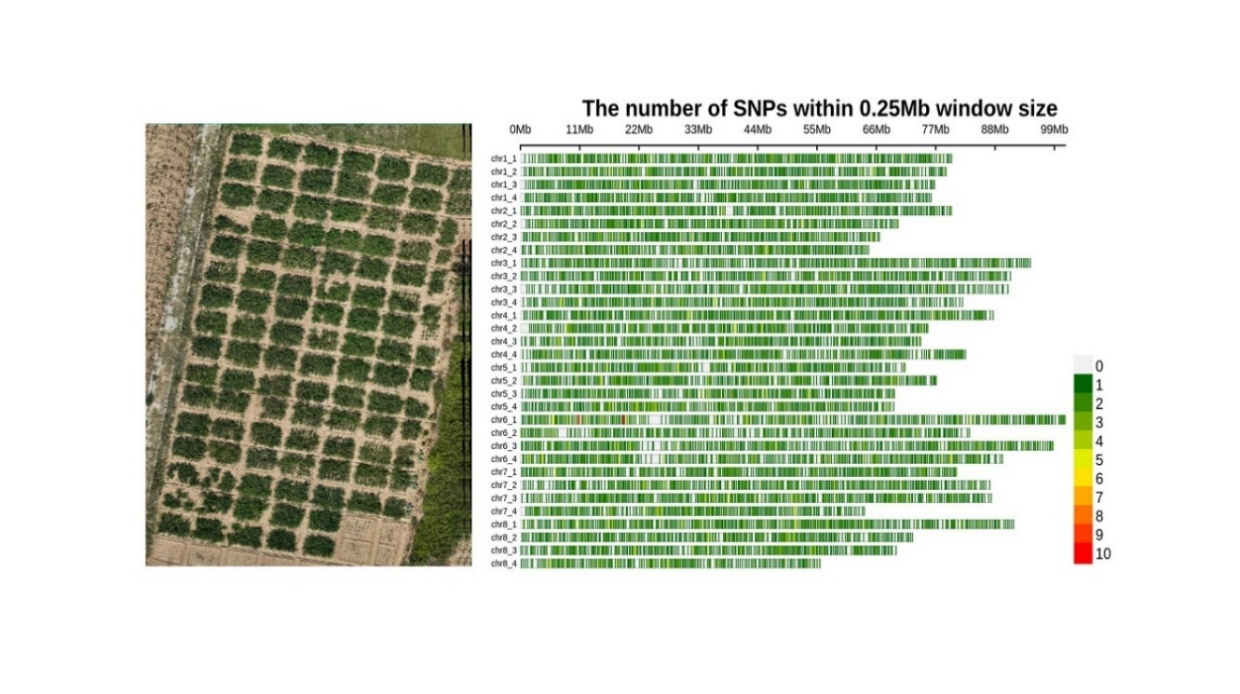 The number of SNPs within 0.25Mb window size
0Mb 11Mb 22Mb 33Mb 44Mb 55Mb 66Mb 77Mb 88Mb 99Mb
chr1_1
chr1_2
chr1_3
chr1_4
chr2_1
chr2_2
chr2_3
chr2_4
chr3_1
chr3_2
chr3_3
chr3_4
chr4_1
chr4_2
chr4_3
chr4_4
chr5_1
chr5_2
chr5_3
chr5_4
chr6_1
chr6_2
chr6_3
chr6_4
chr7_1
chr7_2
chr7_3
chr7_4
chr8_1
chr8_2
chr8_3
chr8_4
0
1
2
3
4
5
6
7
8
9
10